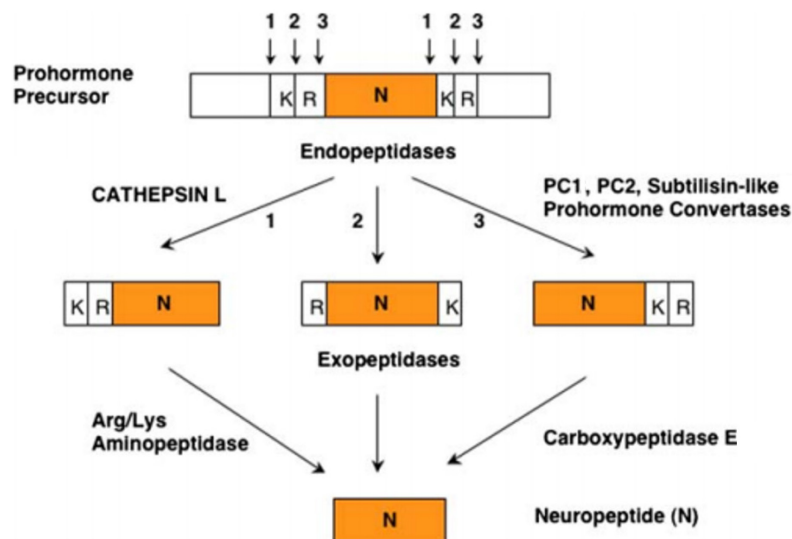 1 2 3 1 2 3
Prohormone
Precursor
K R N K R
Endopeptidases
CATHEPSIN L
PC1, PC2, Subtilisin-like
Prohormone Convertases
1 2 3
K R N
R N K
N K R
Exopeptidases
Arg/Lys
Aminopeptidase
Carboxypeptidase E
N
Neuropeptide (N)